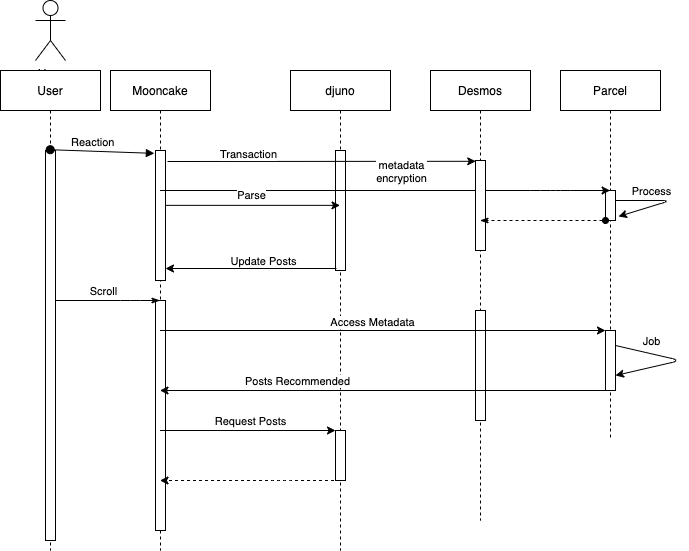 User
Mooncake
djuno
Desmos
Parcel
Reaction
Transaction
metadata
encryption
Process
Parse
Update Posts
Scroll
Access Metadata
Job
Posts Recommended
Request Posts